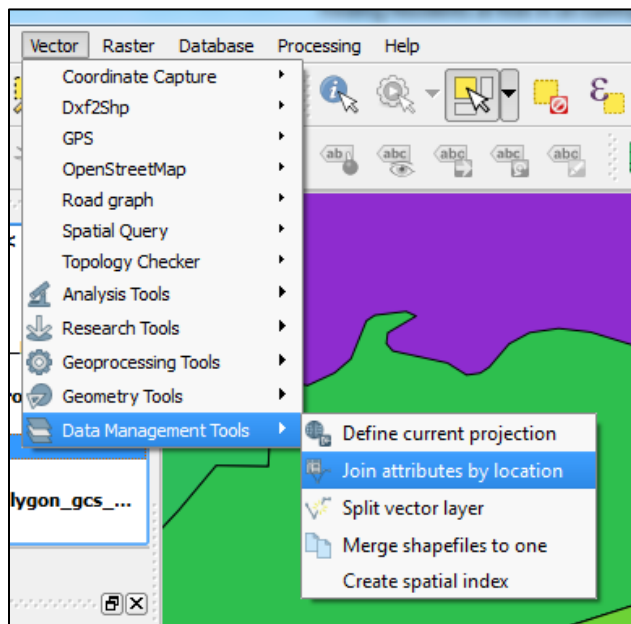 Vector Raster Database Processing Help
Coordinate Capture
Dxf2Shp
GPS
OpenStreetMap
Road graph
Spatial Query
Topology Checker
Analysis Tools
Research Tools
Geoprocessing Tools
Geometry Tools
Data Management Tools
Define current projection
Join attributes by location
Split vector layer
Merge shapefiles to one
Create spatial index
lygon_gcs_...